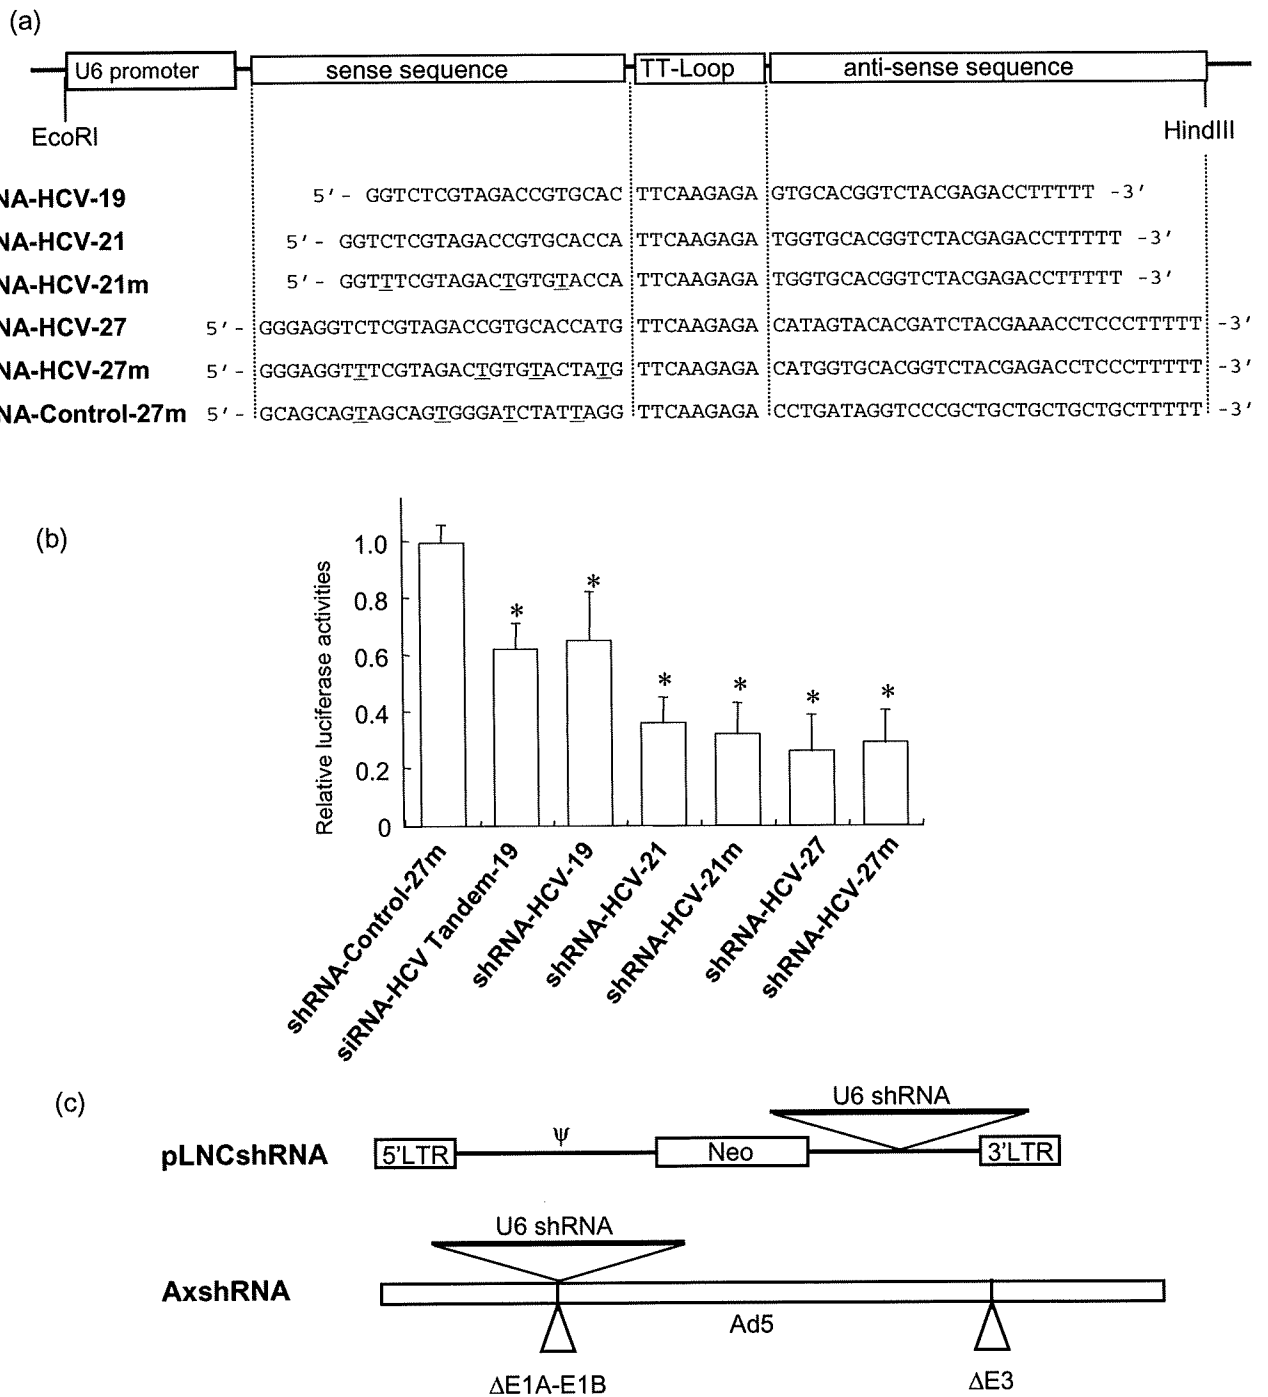 (a)
U6 promoter sense sequence TT-Loop anti-sense sequence
EcoRI HindIII
NA-HCV-19 5′- GGTCTCGTAGACCGTGCAC TTCAAGAGA GTGCACGGTCTACGAGACCTTTTT -3′
NA-HCV-21 5′- GGTCTCGTAGACCGTGCACCA TTCAAGAGA TGGTGCACGGTCTACGAGACCTTTTT -3′
NA-HCV-21m 5′- GGTTTCGTAGACTGTGTACCA TTCAAGAGA TGGTGCACGGTCTACGAGACCTTTTT -3′
NA-HCV-27 5′- GGGAGGTCTCGTAGACCGTGCACCATG TTCAAGAGA CATAGTACACGATCTACGAAACCTCCCTTTTT -3′
NA-HCV-27m 5′- GGGAGGTTTCGTAGACTGTGTACTATG TTCAAGAGA CATGGTGCACGGTCTACGAGACCTCCCTTTTT -3′
NA-Control-27m 5′- GCAGCAGTAGCAGTGGGATCTATTAGG TTCAAGAGA CCTGATAGGTCCCGCTGCTGCTGCTGCTTTTT -3′
(b)
Relative luciferase activities
1.0
0.8
0.6
0.4
0.2
0
* * * * * *
shRNA-Control-27m
siRNA-HCV Tandem-19
shRNA-HCV-19
shRNA-HCV-21
shRNA-HCV-21m
shRNA-HCV-27
shRNA-HCV-27m
(c)
U6 shRNA
pLNCshRNA 5'LTR ψ Neo 3'LTR
U6 shRNA
AxshRNA
Ad5
ΔE1A-E1B ΔE3